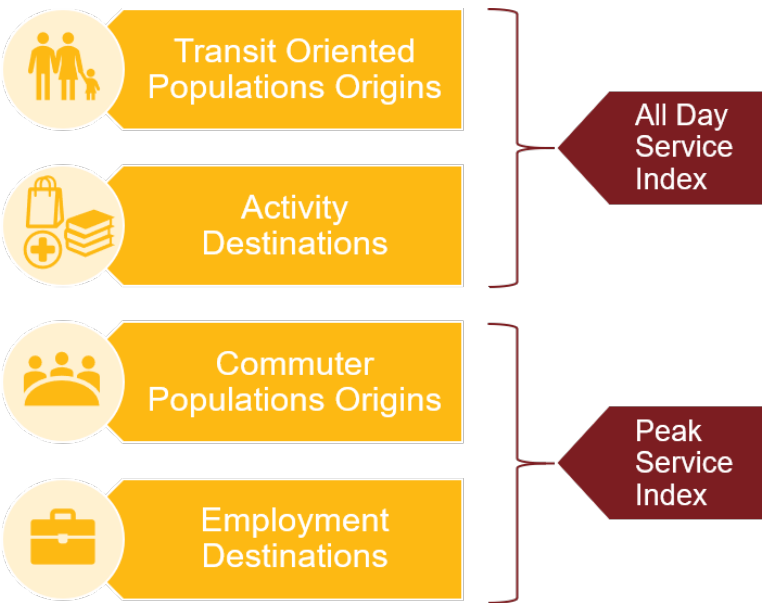 Transit Oriented
Populations Origins
Activity
Destinations
All Day
Service
Index
Commuter
Populations Origins
Employment
Destinations
Peak
Service
Index